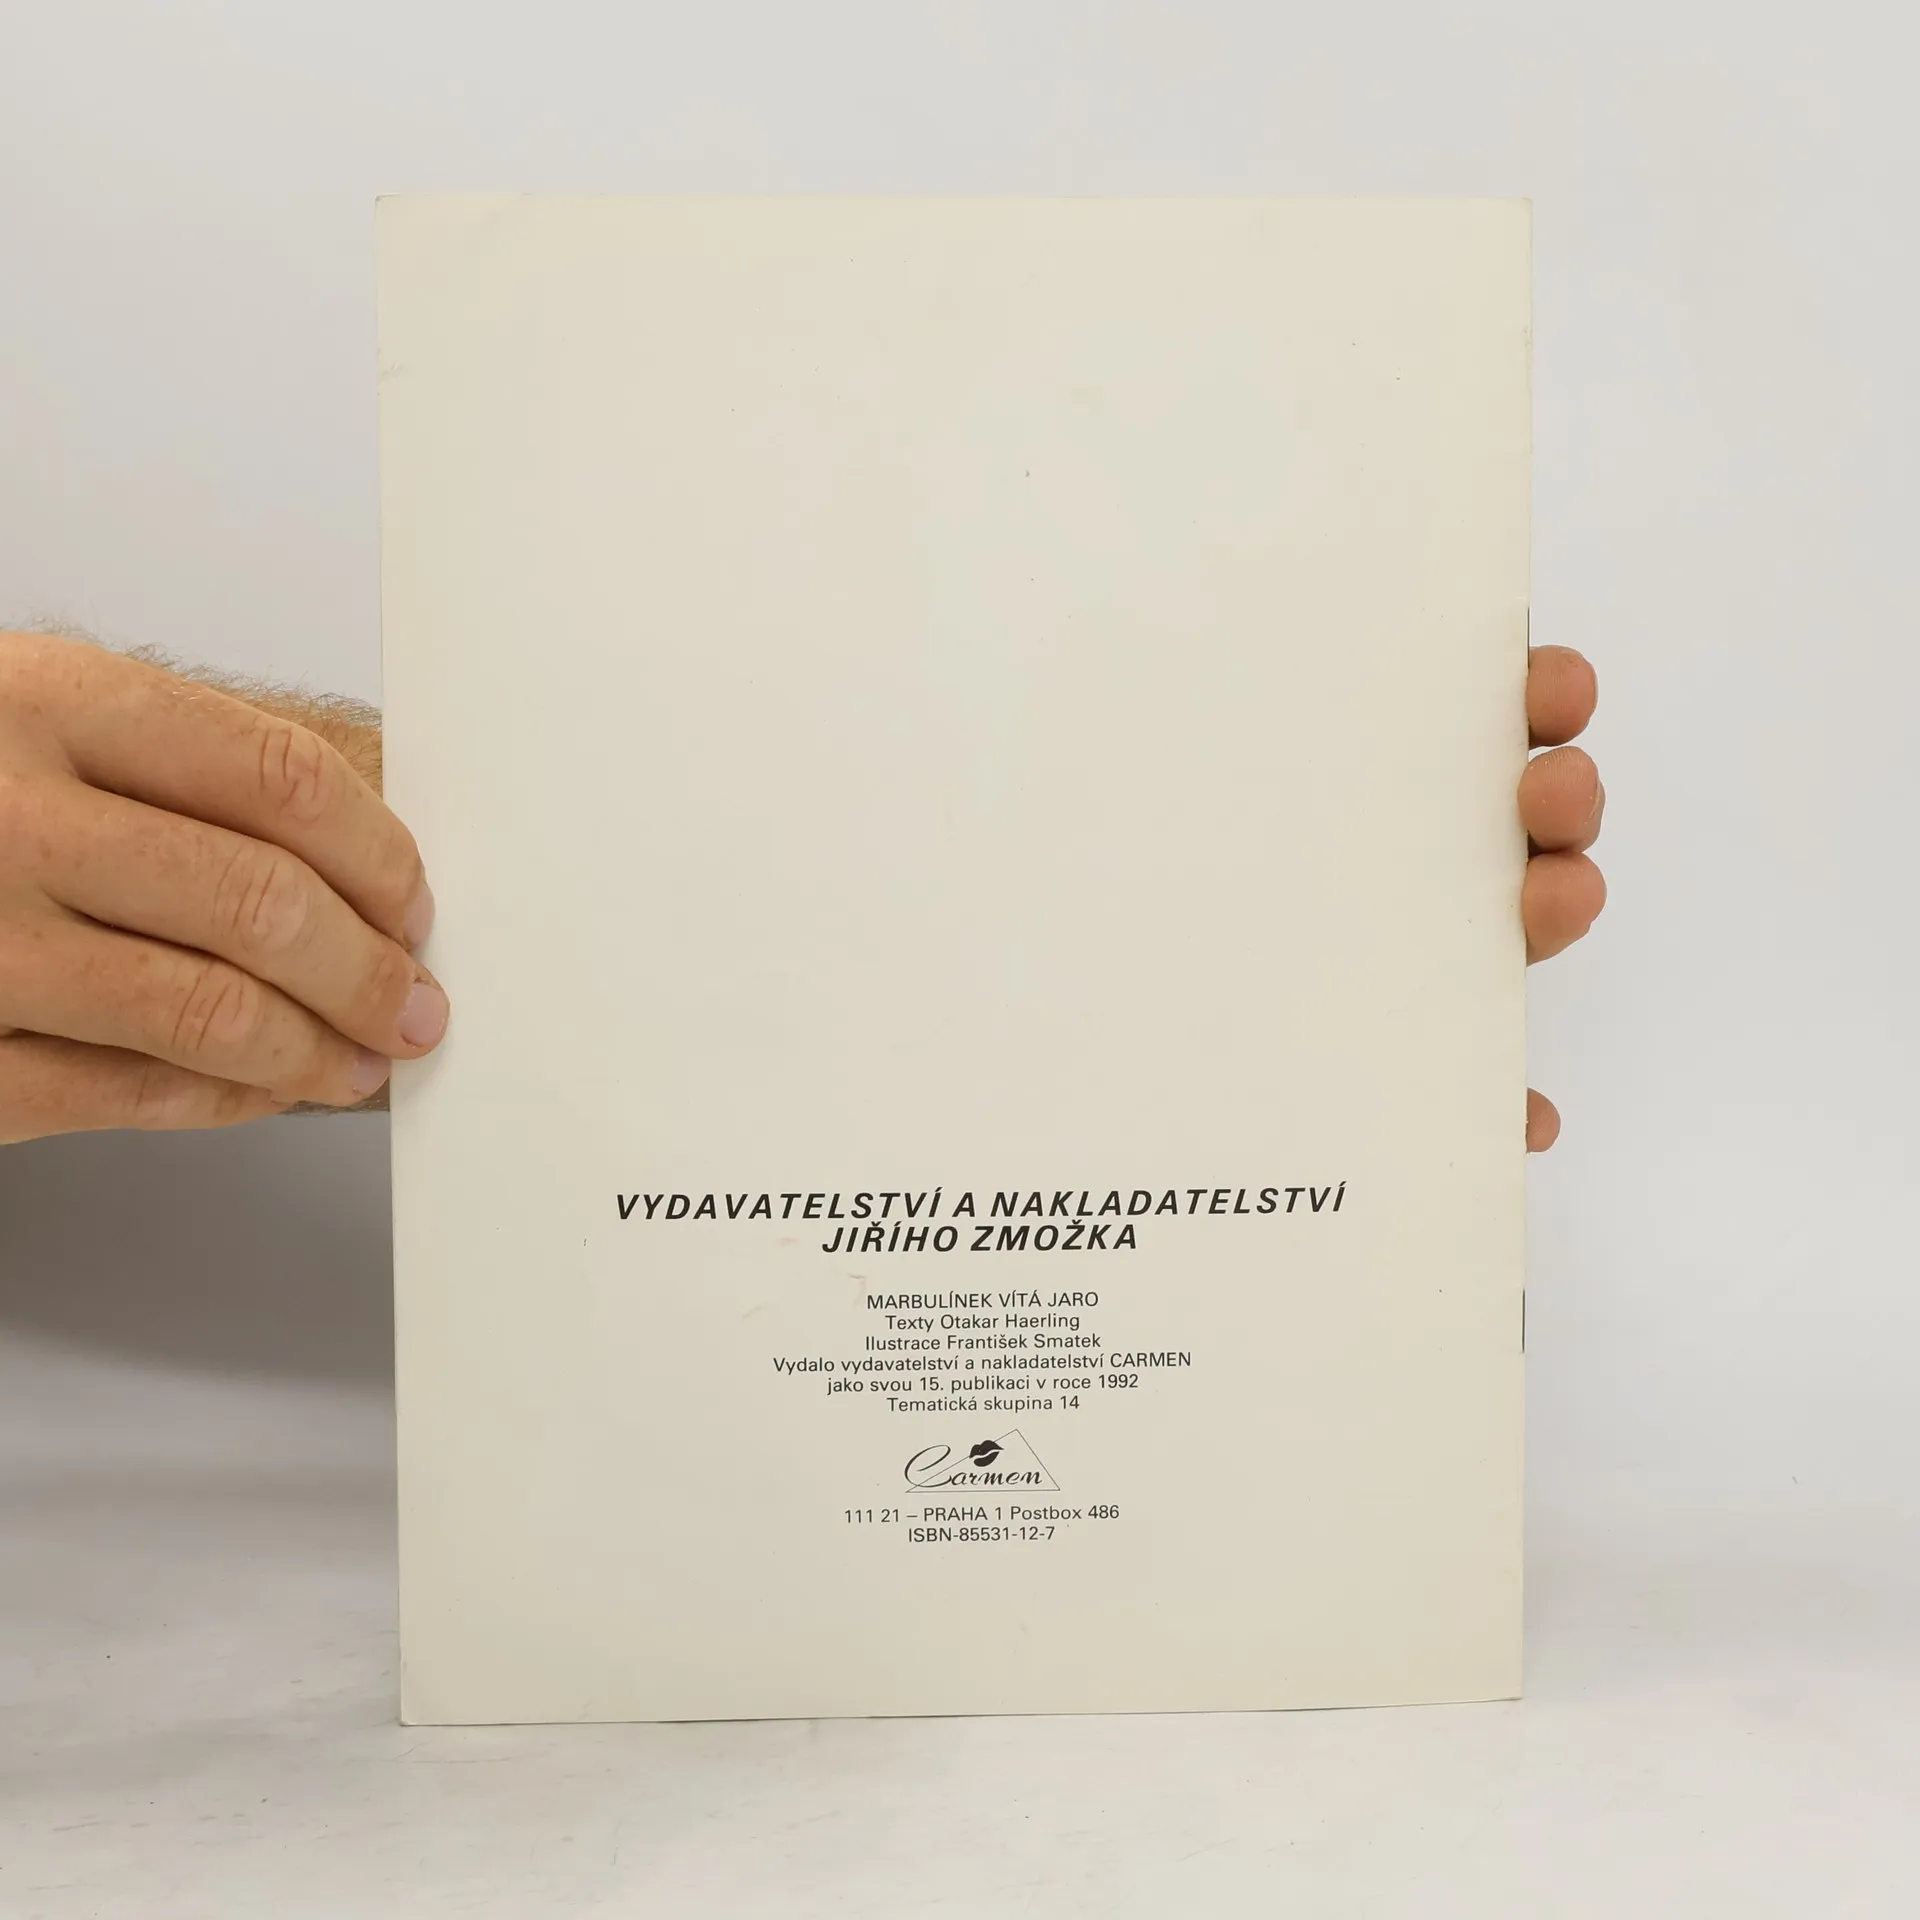 VYDAVATELSTVÍ A NAKLADATELSTVÍ
JIŘÍHO ZMOŽKA
MARBULÍNEK VÍTÁ JARO
Texty Otakar Haerling
Ilustrace František Smatek
Vydalo vydavatelství a nakladatelství CARMEN
jako svou 15. publikaci v roce 1992
Tematická skupina 14
Carmen
111 21 – PRAHA 1 Postbox 486
ISBN-85531-12-7